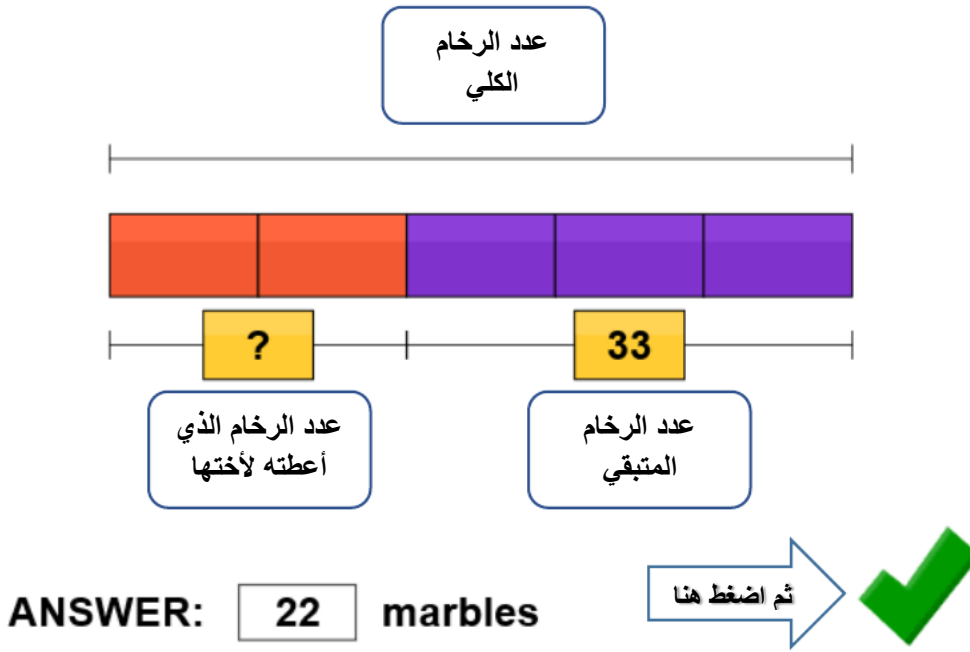 عدد الرخام
الكلي
?
33
عدد الرخام الذي
أعطته لأختها
عدد الرخام
المتبقي
ANSWER: 22 marbles
ثم اضغط هنا